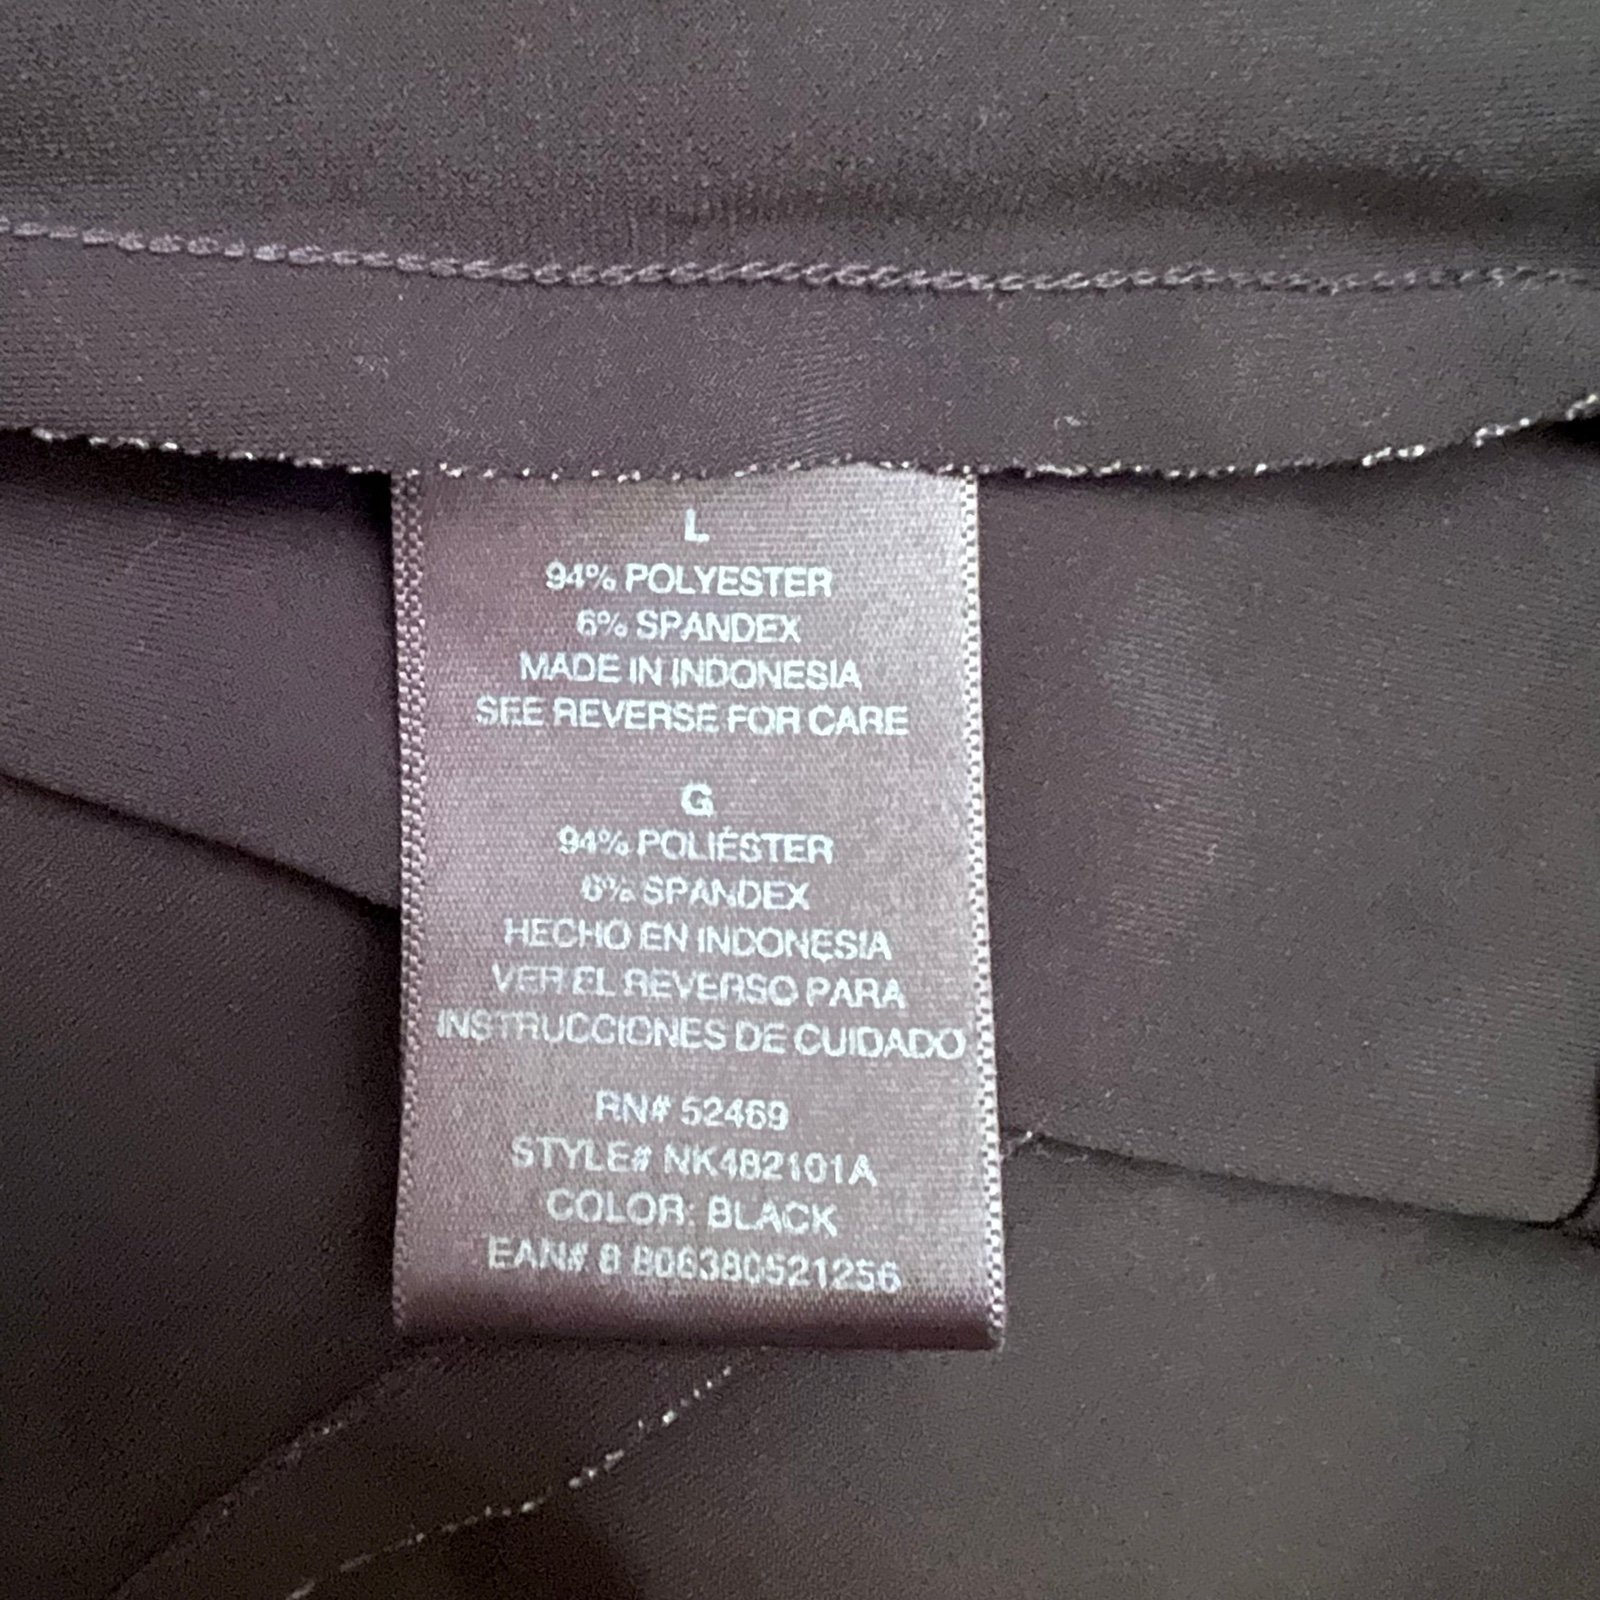 L
94% POLYESTER
6% SPANDEX
MADE IN INDONESIA
SEE REVERSE FOR CARE
G
94% POLIÉSTER
6% SPANDEX
HECHO EN INDONESIA
VER EL REVERSO PARA
INSTRUCCIONES DE CUIDADO
RN# 52469
STYLE# NK482101A
COLOR: BLACK
EAN# 8 806380521256